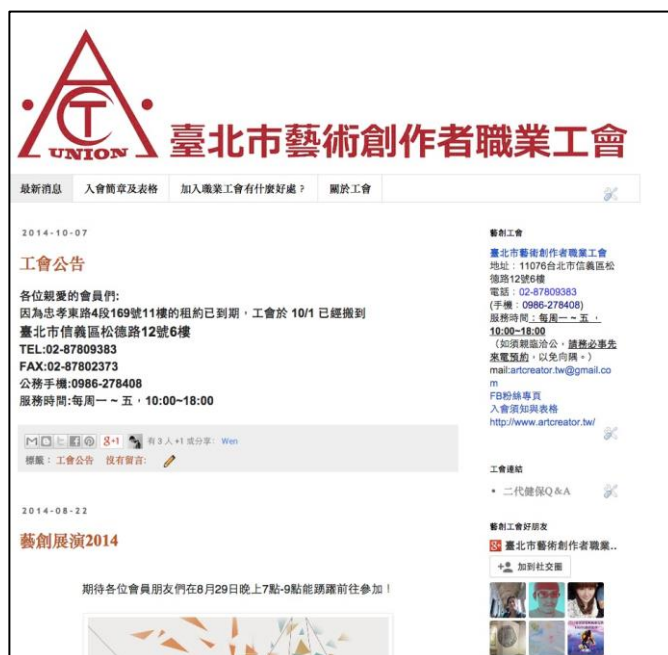 ACT
UNION
臺北市藝術創作者職業工會
最新消息 入會簡章及表格 加入職業工會有什麼好處? 關於工會
2014-10-07
工會公告
各位親愛的會員們:
因為忠孝東路4段169號11樓的租約已到期,工會於 10/1 已經搬到
臺北市信義區松德路12號6樓
TEL:02-87809383
FAX:02-87802373
公務手機:0986-278408
服務時間:每周一 ~ 五,10:00~18:00
8+1 有 3 人 +1 或分享: Wen
標籤: 工會公告 沒有留言:
2014-08-22
藝創展演2014
期待各位會員朋友們在8月29日晚上7點-9點能踴躍前往參加!
藝創工會
臺北市藝術創作者職業工會
地址:11076台北市信義區松
德路12號6樓
電話:02-87809383
(手機:0986-278408)
服務時間:每周一 ~ 五,
10:00~18:00
(如須親臨洽公,請務必事先
來電預約,以免向隅。)
mail:artcreator.tw@gmail.co
m
FB粉絲專頁
入會須知與表格
http://www.artcreator.tw/
工會連結
• 二代健保Q&A
藝創工會好朋友
8+ 臺北市藝術創作者職業..
加到社交圈